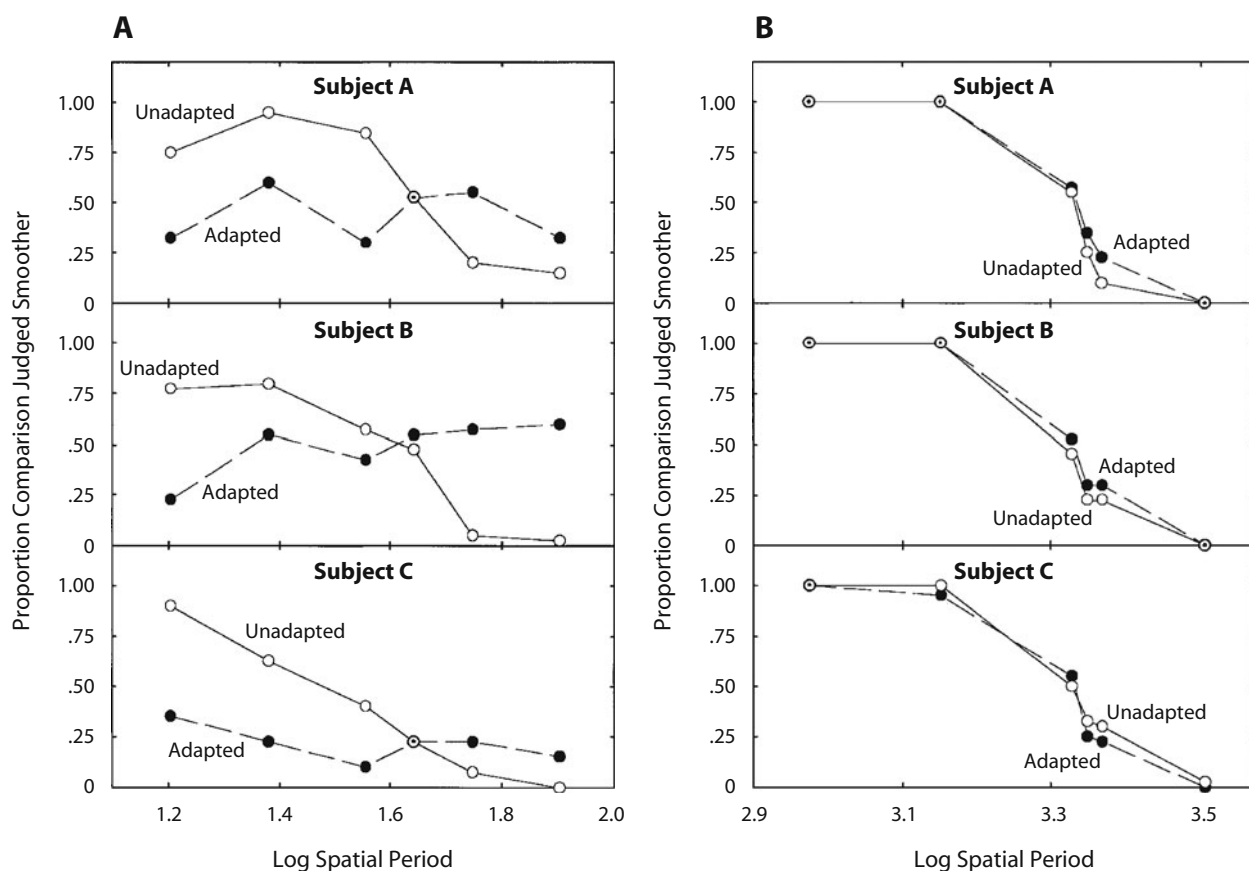 A
Proportion Comparison Judged Smoother
Subject A
1.00
.75
.50
.25
0
Unadapted
Adapted
Subject B
1.00
.75
.50
.25
0
Unadapted
Adapted
Subject C
1.00
.75
.50
.25
0
Unadapted
Adapted
1.2 1.4 1.6 1.8 2.0
Log Spatial Period
B
Proportion Comparison Judged Smoother
Subject A
1.00
.75
.50
.25
0
Adapted
Unadapted
Subject B
1.00
.75
.50
.25
0
Adapted
Unadapted
Subject C
1.00
.75
.50
.25
0
Unadapted
Adapted
2.9 3.1 3.3 3.5
Log Spatial Period